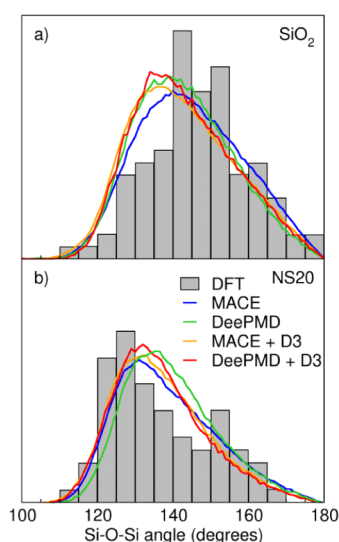 a)
SiO₂
b)
NS20
DFT
MACE
DeePMD
MACE + D3
DeePMD + D3
100 120 140 160 180
Si-O-Si angle (degrees)